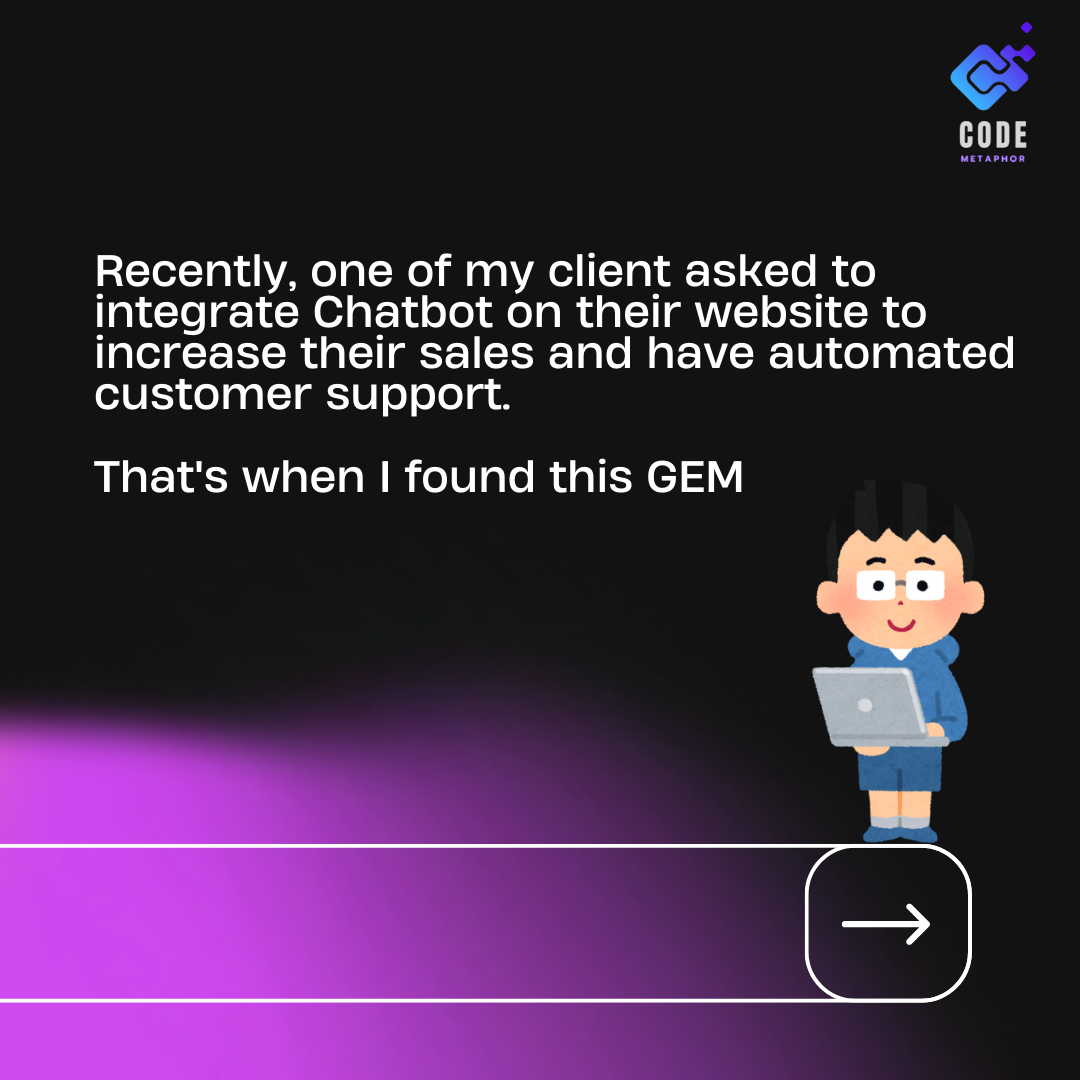 CODE
METAPHOR
Recently, one of my client asked to
integrate Chatbot on their website to
increase their sales and have automated
customer support.
That's when I found this GEM